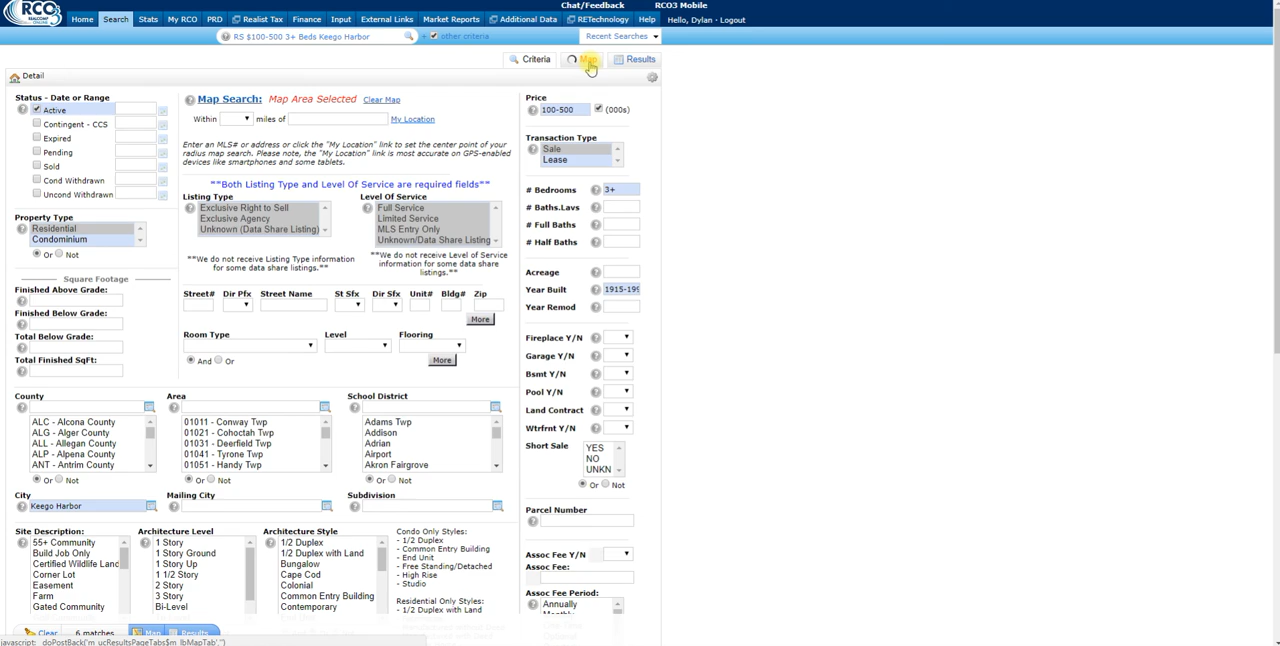 Chat/Feedback RCO3 Mobile
RCO3
REALCOMP ONLINE
Home Search Stats My RCO PRD Realist Tax Finance Input External Links Market Reports Additional Data RETechnology Help Hello, Dylan - Logout
RS $100-500 3+ Beds Keego Harbor + other criteria Recent Searches
Criteria Map Results
Detail
Status - Date or Range
Active
Contingent - CCS
Expired
Pending
Sold
Cond Withdrawn
Uncond Withdrawn
Property Type
Residential
Condominium
Or Not
Square Footage
Finished Above Grade:
Finished Below Grade:
Total Below Grade:
Total Finished SqFt:
Map Search: Map Area Selected Clear Map
Within miles of My Location
Enter an MLS# or address or click the "My Location" link to set the center point of your
radius map search. Please note, the "My Location" link is most accurate on GPS-enabled
devices like smartphones and some tablets.
**Both Listing Type and Level Of Service are required fields**
Listing Type
Exclusive Right to Sell
Exclusive Agency
Unknown (Data Share Listing)
**We do not receive Listing Type
information
for some data share listings.**
Level Of Service
Full Service
Limited Service
MLS Entry Only
Unknown/Data Share Listing
**We do not receive Level of Service
information for some data share
listings.**
Street# Dir Pfx Street Name St Sfx Dir Sfx Unit# Bldg# Zip
More
Room Type Level Flooring
And Or
More
Price
100-500 (000s)
Transaction Type
Sale
Lease
# Bedrooms 3+
# Baths.Lavs
# Full Baths
# Half Baths
Acreage
Year Built 1915-199
Year Remod
Fireplace Y/N
Garage Y/N
Bsmt Y/N
Pool Y/N
Land Contract
Wtrfrnt Y/N
Short Sale
YES
NO
UNKN
Or Not
Parcel Number
Assoc Fee Y/N
Assoc Fee:
Assoc Fee Period:
Annually
Monthly
County
ALC - Alcona County
ALG - Alger County
ALL - Allegan County
ALP - Alpena County
ANT - Antrim County
Or Not
Area
01011 - Conway Twp
01021 - Cohoctah Twp
01031 - Deerfield Twp
01041 - Tyrone Twp
01051 - Handy Twp
Or Not
School District
Adams Twp
Addison
Adrian
Airport
Akron Fairgrove
Or Not
City
Keego Harbor
Mailing City
Subdivision
Site Description:
55+ Community
Build Job Only
Certified Wildlife Land
Corner Lot
Easement
Farm
Gated Community
Architecture Level
1 Story
1 Story Ground
1 Story Up
1 1/2 Story
2 Story
3 Story
Bi-Level
Architecture Style
1/2 Duplex
1/2 Duplex with Land
Bungalow
Cape Cod
Colonial
Common Entry Building
Contemporary
Condo Only Styles:
- 1/2 Duplex
- Common Entry Building
- End Unit
- Free Standing/Detached
- High Rise
- Studio
Residential Only Styles:
- 1/2 Duplex with Land
Clear 6 matches Map Results